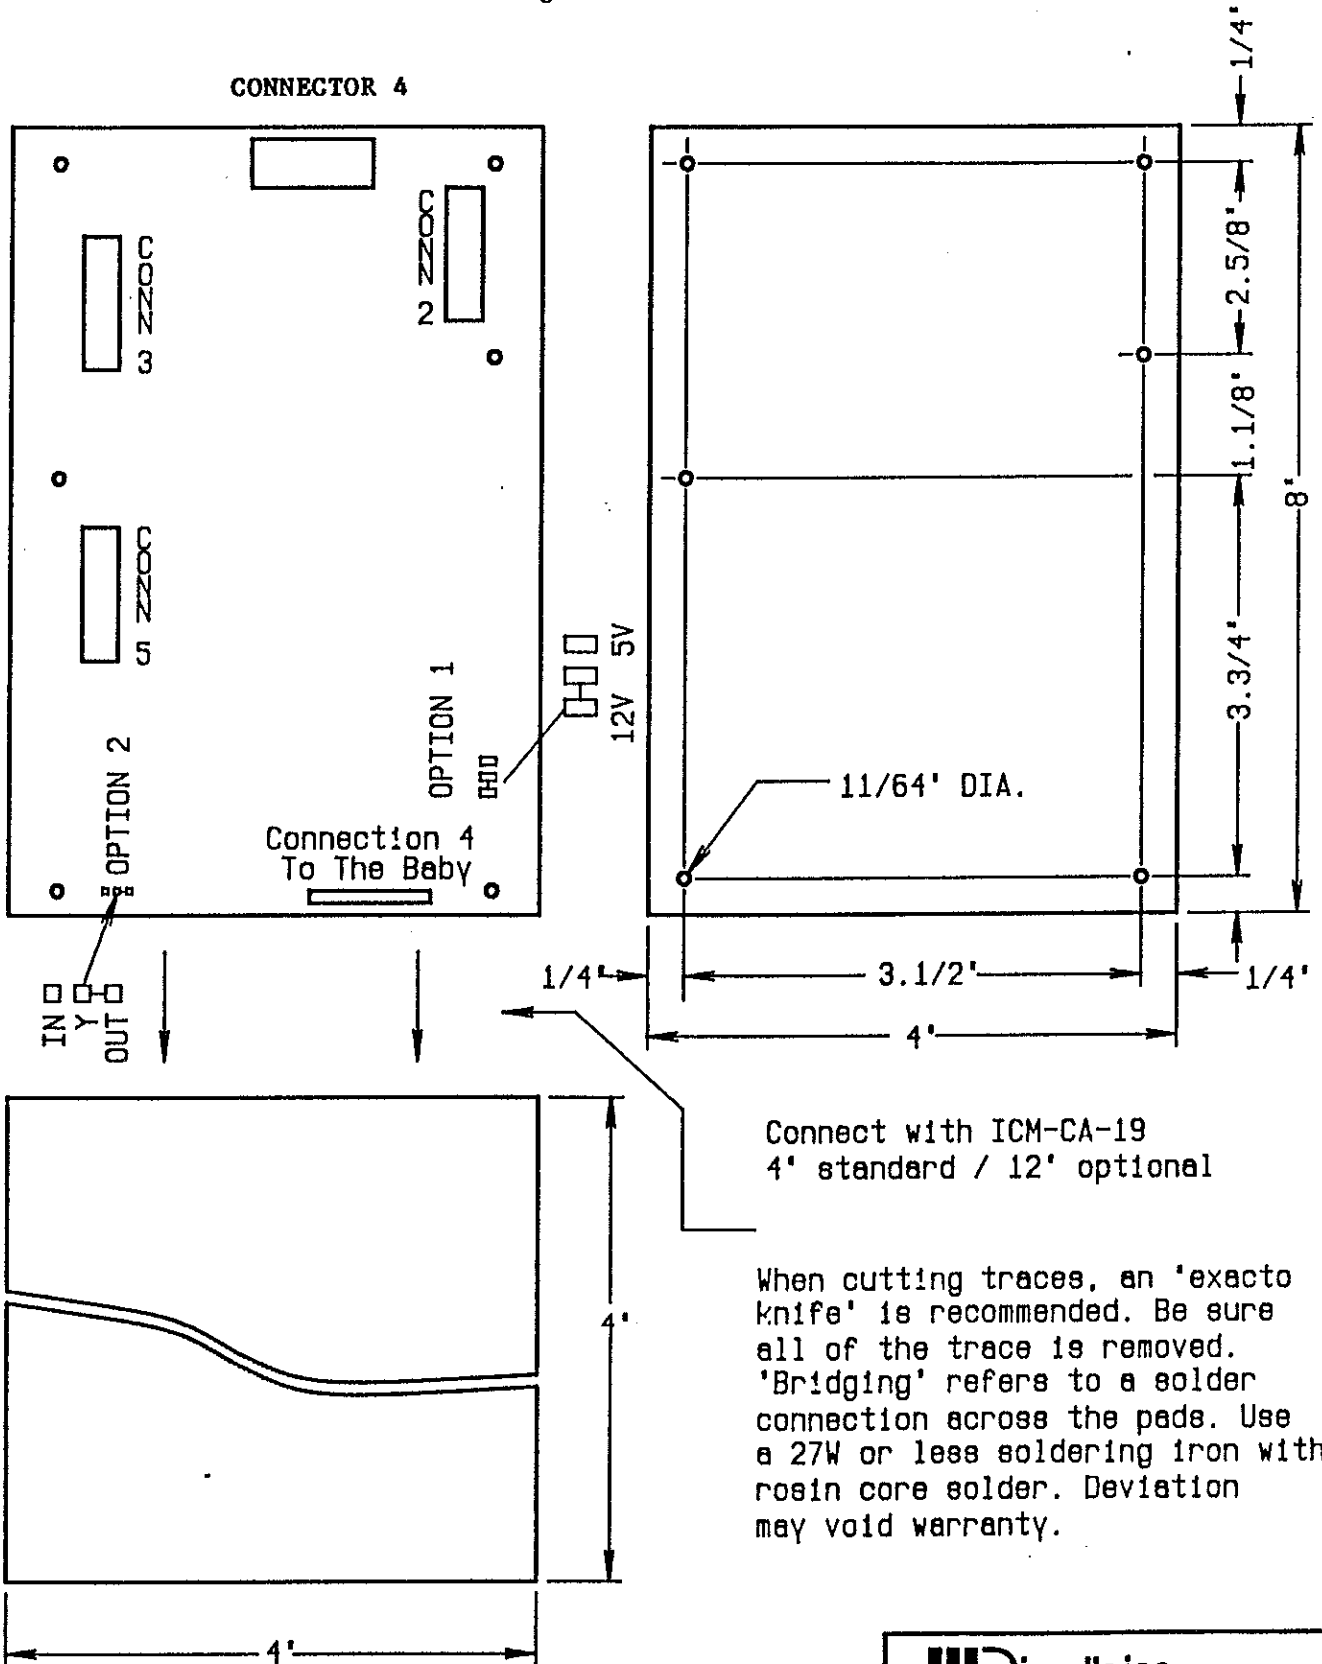 CONNECTOR 4
CONN 3
CONN 2
CONN 5
OPTION 1
OPTION 2
Connection 4
To The Baby
5V
12V
IN
Y
OUT
1/4'
2.5/8'
1.1/8'
8'
3.3/4'
11/64' DIA.
1/4'
3.1/2'
1/4'
4'
Connect with ICM-CA-19
4' standard / 12' optional
4'
When cutting traces, an 'exacto
knife' is recommended. Be sure
all of the trace is removed.
'Bridging' refers to a solder
connection across the pads. Use
a 27W or less soldering iron with
rosin core solder. Deviation
may void warranty.
4'